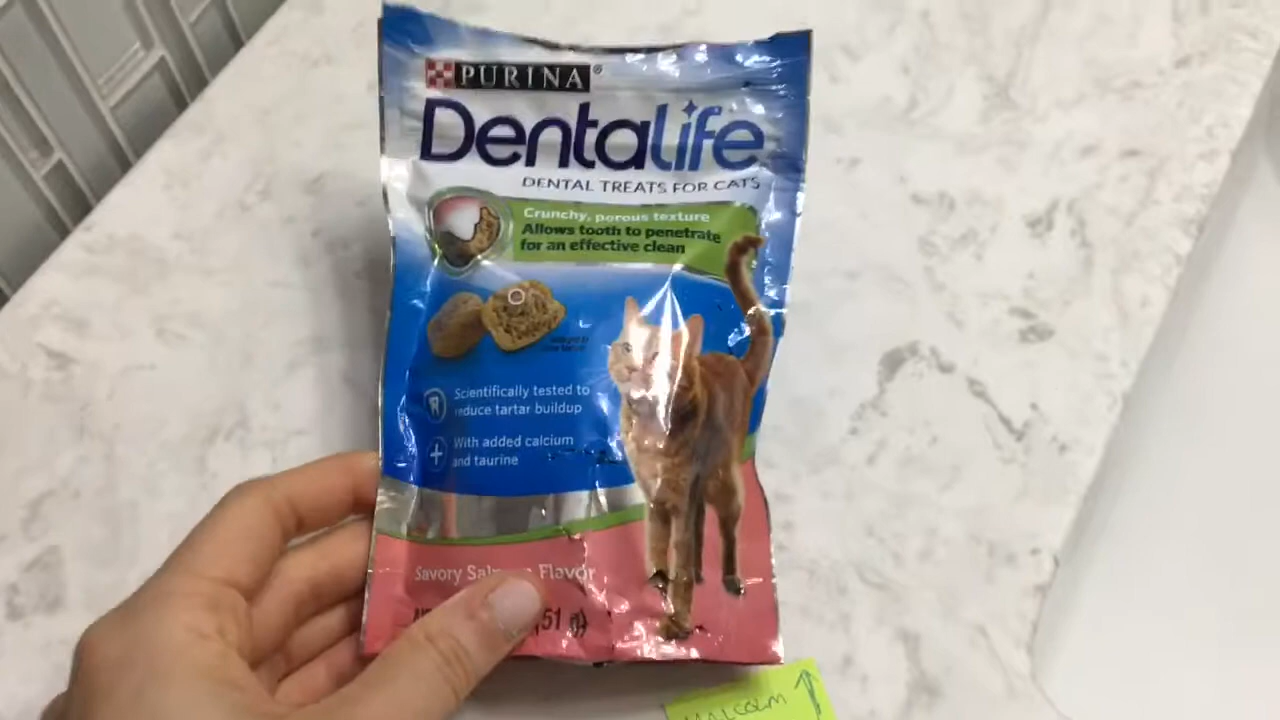 PURINA®
Dentalife
DENTAL TREATS FOR CATS
Crunchy, porous texture
Allows tooth to penetrate
for an effective clean
Scientifically tested to
reduce tartar buildup
With added calcium
and taurine
Savory Flavor
(51 g)
MALCOLM